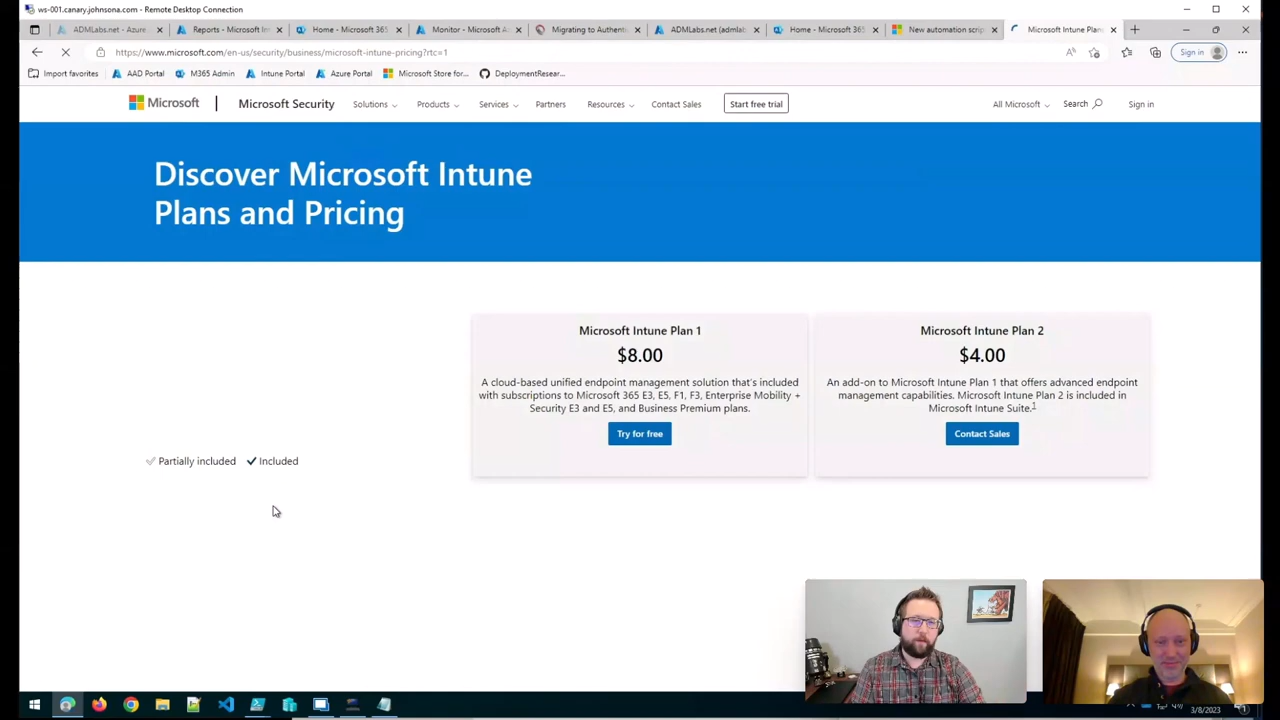 ws-001.canary.johnsona.com - Remote Desktop Connection
ADMLabs.net - Azure
Reports - Microsoft In
Home - Microsoft 365
Monitor - Microsoft A
Migrating to Authenti
ADMLabs.net (admlab
Home - Microsoft 365
New automation scrip
Microsoft Intune Plan
https://www.microsoft.com/en-us/security/business/microsoft-intune-pricing?rtc=1
Sign in
Import favorites
AAD Portal
M365 Admin
Intune Portal
Azure Portal
Microsoft Store for...
DeploymentResear...
Microsoft
Microsoft Security
Solutions
Products
Services
Partners
Resources
Contact Sales
Start free trial
All Microsoft
Search
Sign in
Discover Microsoft Intune
Plans and Pricing
Microsoft Intune Plan 1
$8.00
A cloud-based unified endpoint management solution that's included
with subscriptions to Microsoft 365 E3, E5, F1, F3, Enterprise Mobility +
Security E3 and E5, and Business Premium plans.
Try for free
Microsoft Intune Plan 2
$4.00
An add-on to Microsoft Intune Plan 1 that offers advanced endpoint
management capabilities. Microsoft Intune Plan 2 is included in
Microsoft Intune Suite.1
Contact Sales
Partially included
Included
3/8/2023